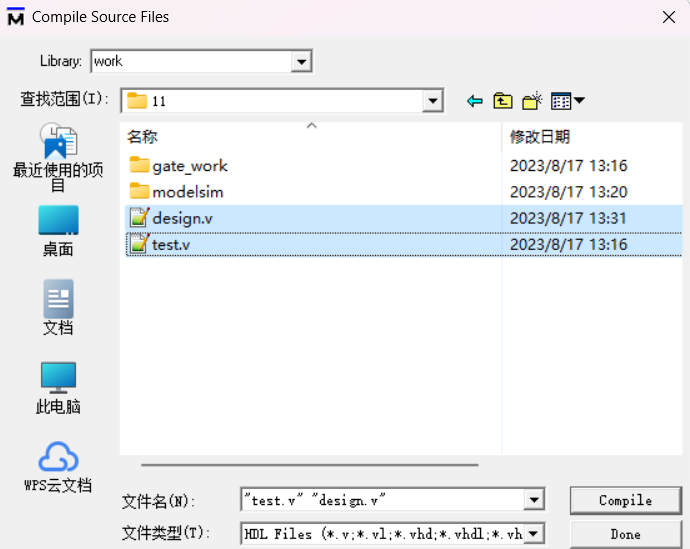 Compile Source Files
Library: work
查找范围(I): 11
名称 修改日期
gate_work 2023/8/17 13:16
modelsim 2023/8/17 13:20
design.v 2023/8/17 13:31
test.v 2023/8/17 13:16
最近使用的项
目
桌面
文档
此电脑
WPS云文档
文件名(N): "test.v" "design.v" Compile
文件类型(T): HDL Files (*.v;*.vl;*.vhd;*.vhdl;*.vh Done